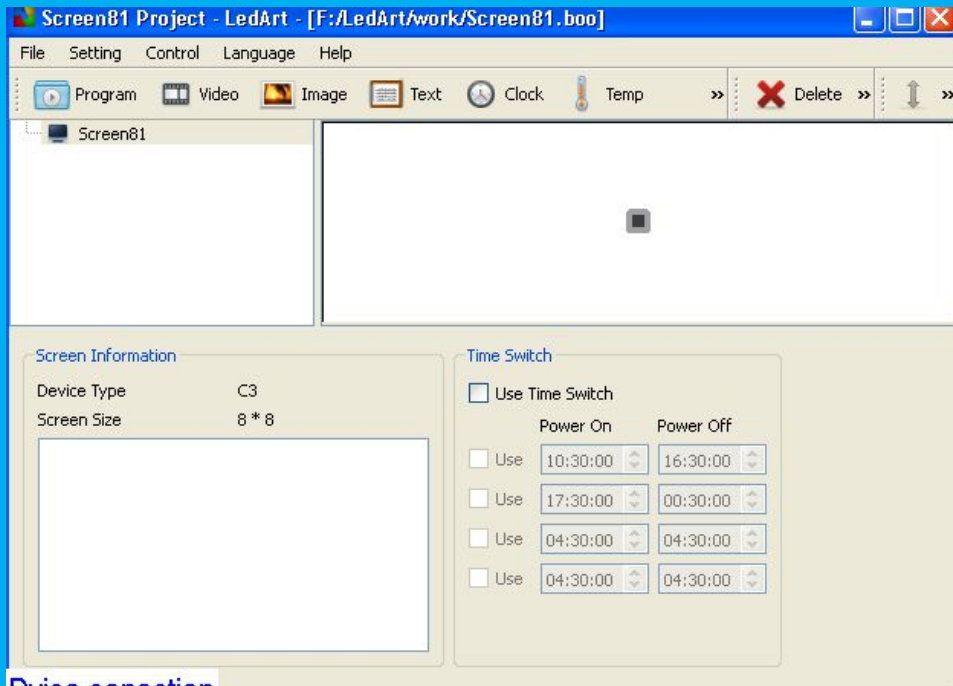 Screen81 Project - LedArt - [F:/LedArt/work/Screen81.boo]
File Setting Control Language Help
Program Video Image Text Clock Temp » Delete » »
Screen81
Screen Information
Device Type C3
Screen Size 8 * 8
Time Switch
Use Time Switch
Power On Power Off
Use 10:30:00 16:30:00
Use 17:30:00 00:30:00
Use 04:30:00 04:30:00
Use 04:30:00 04:30:00